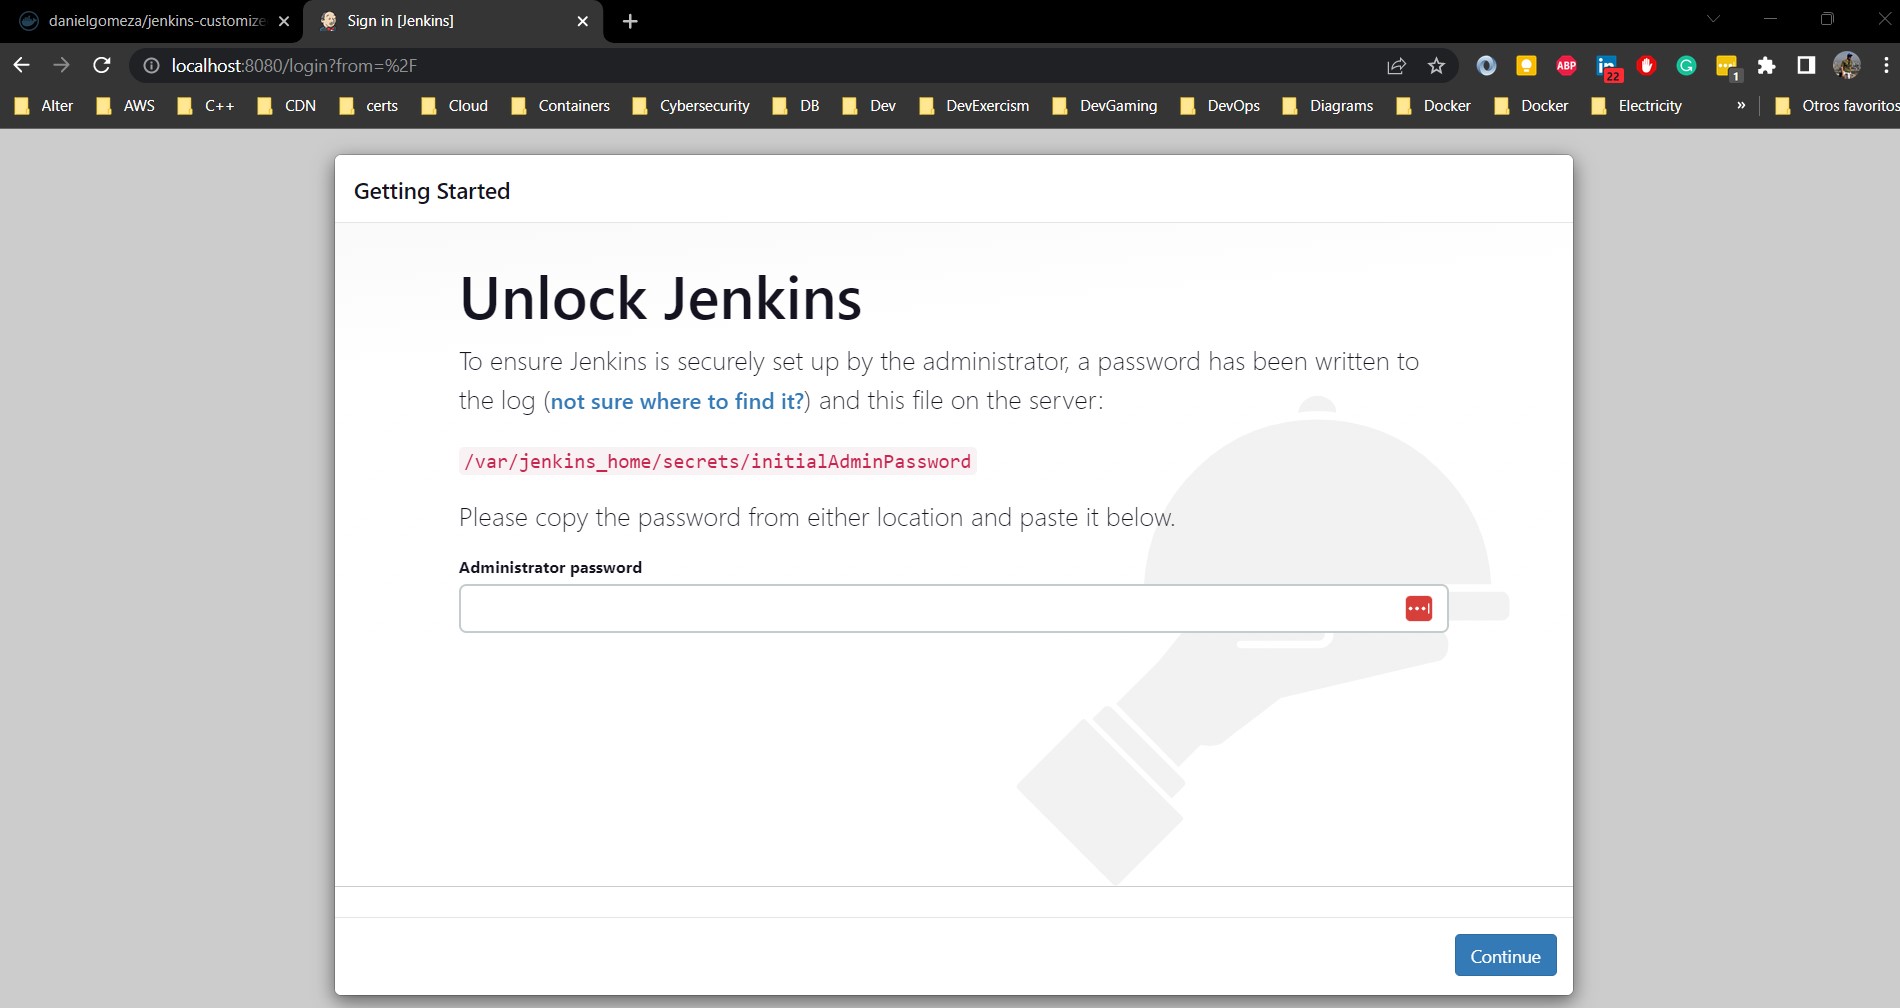 danielgomeza/jenkins-customize
Sign in [Jenkins]
localhost:8080/login?from=%2F
ABP
in
22
G
1
Alter
AWS
C++
CDN
certs
Cloud
Containers
Cybersecurity
DB
Dev
DevExercism
DevGaming
DevOps
Diagrams
Docker
Docker
Electricity
»
Otros favoritos
Getting Started
Unlock Jenkins
To ensure Jenkins is securely set up by the administrator, a password has been written to
the log (not sure where to find it?) and this file on the server:
/var/jenkins_home/secrets/initialAdminPassword
Please copy the password from either location and paste it below.
Administrator password
Continue